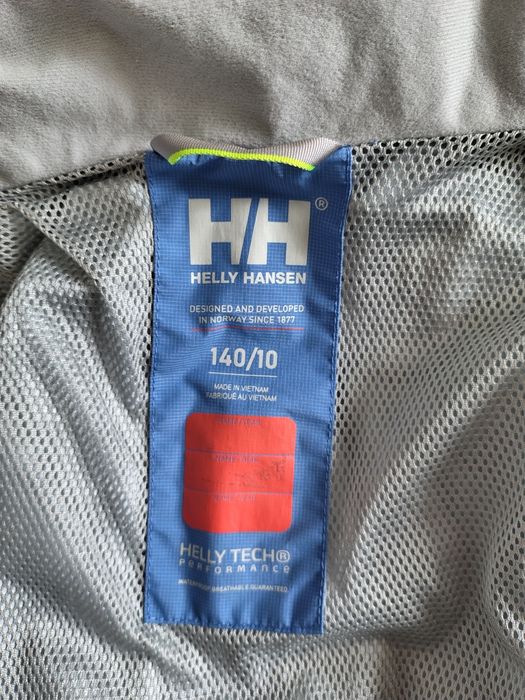 HH®
HELLY HANSEN
DESIGNED AND DEVELOPED
IN NORWAY SINCE 1877
140/10
MADE IN VIETNAM
FABRIQUÉ AU VIETNAM
HELLY TECH®
PERFORMANCE
WATERPROOF BREATHABLE GUARANTEED